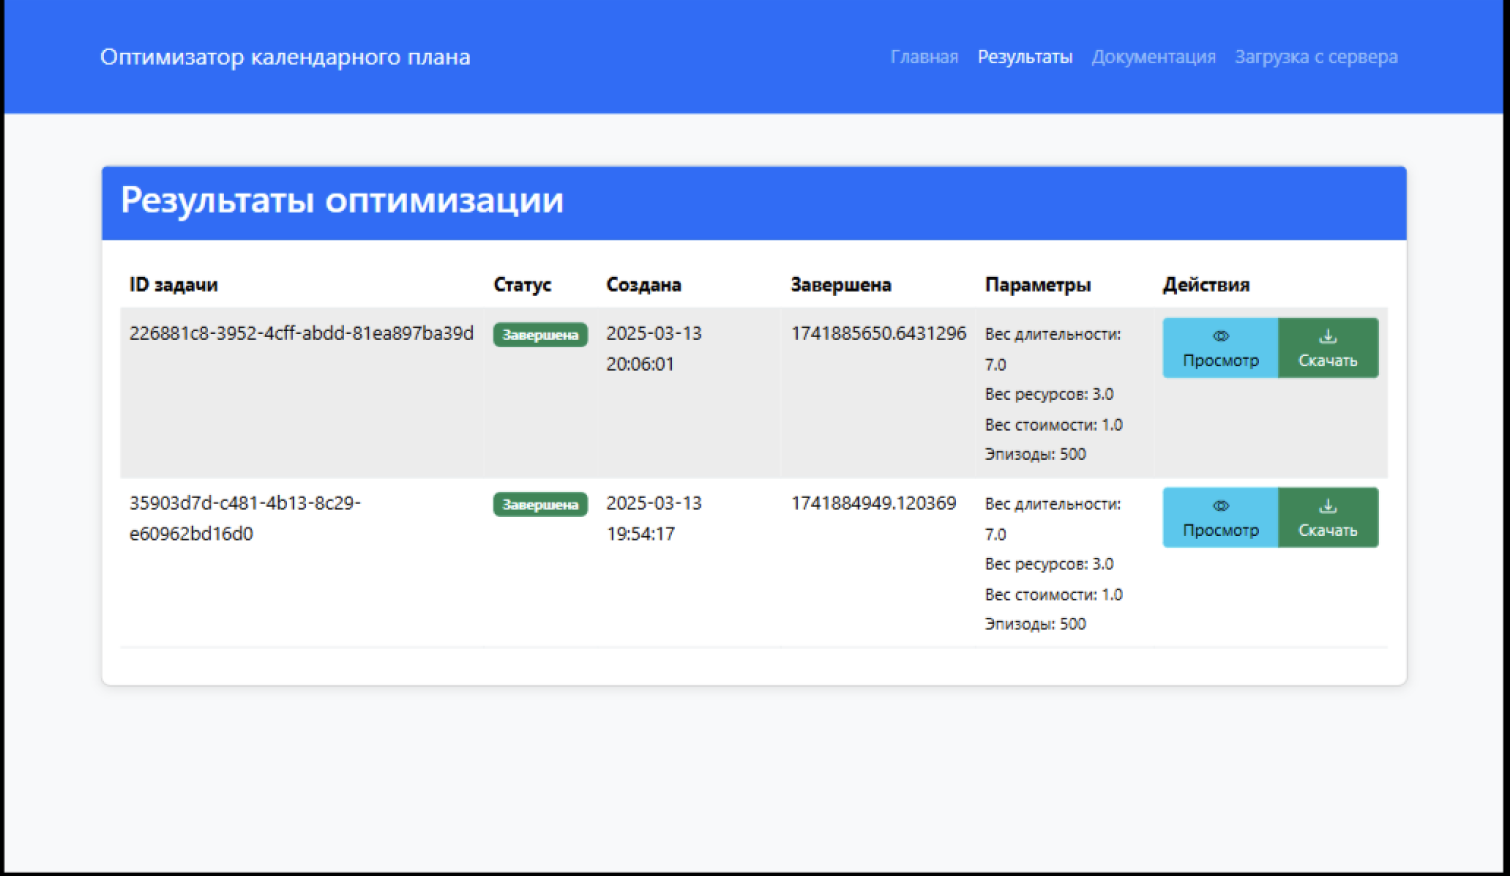 Оптимизатор календарного плана
Главная Результаты Документация Загрузка с сервера
Результаты оптимизации
ID задачи Статус Создана Завершена Параметры Действия
226881c8-3952-4cff-abdd-81ea897ba39d Завершена 2025-03-13 20:06:01 1741885650.6431296
Вес длительности:
7.0
Вес ресурсов: 3.0
Вес стоимости: 1.0
Эпизоды: 500
Просмотр Скачать
35903d7d-c481-4b13-8c29-
e60962bd16d0
Завершена
2025-03-13
19:54:17
1741884949.120369
Вес длительности:
7.0
Вес ресурсов: 3.0
Вес стоимости: 1.0
Эпизоды: 500
Просмотр Скачать